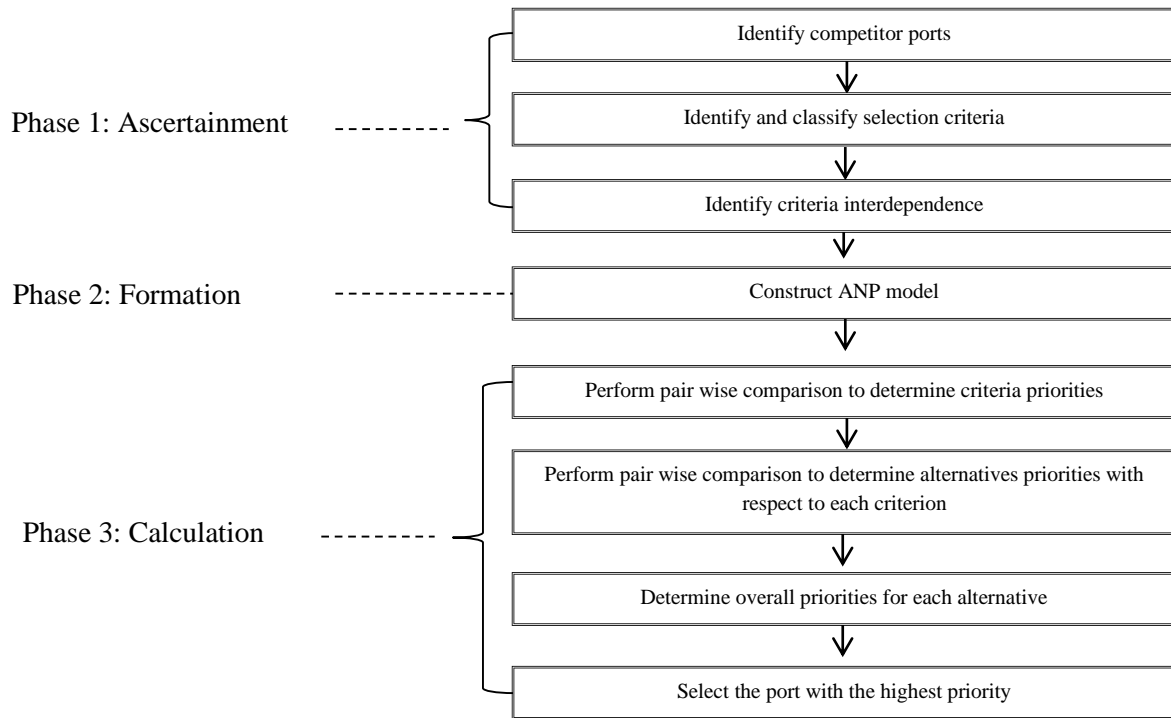 Identify competitor ports
Phase 1: Ascertainment
Identify and classify selection criteria
Identify criteria interdependence
Phase 2: Formation
Construct ANP model
Perform pair wise comparison to determine criteria priorities
Perform pair wise comparison to determine alternatives priorities with
respect to each criterion
Phase 3: Calculation
Determine overall priorities for each alternative
Select the port with the highest priority